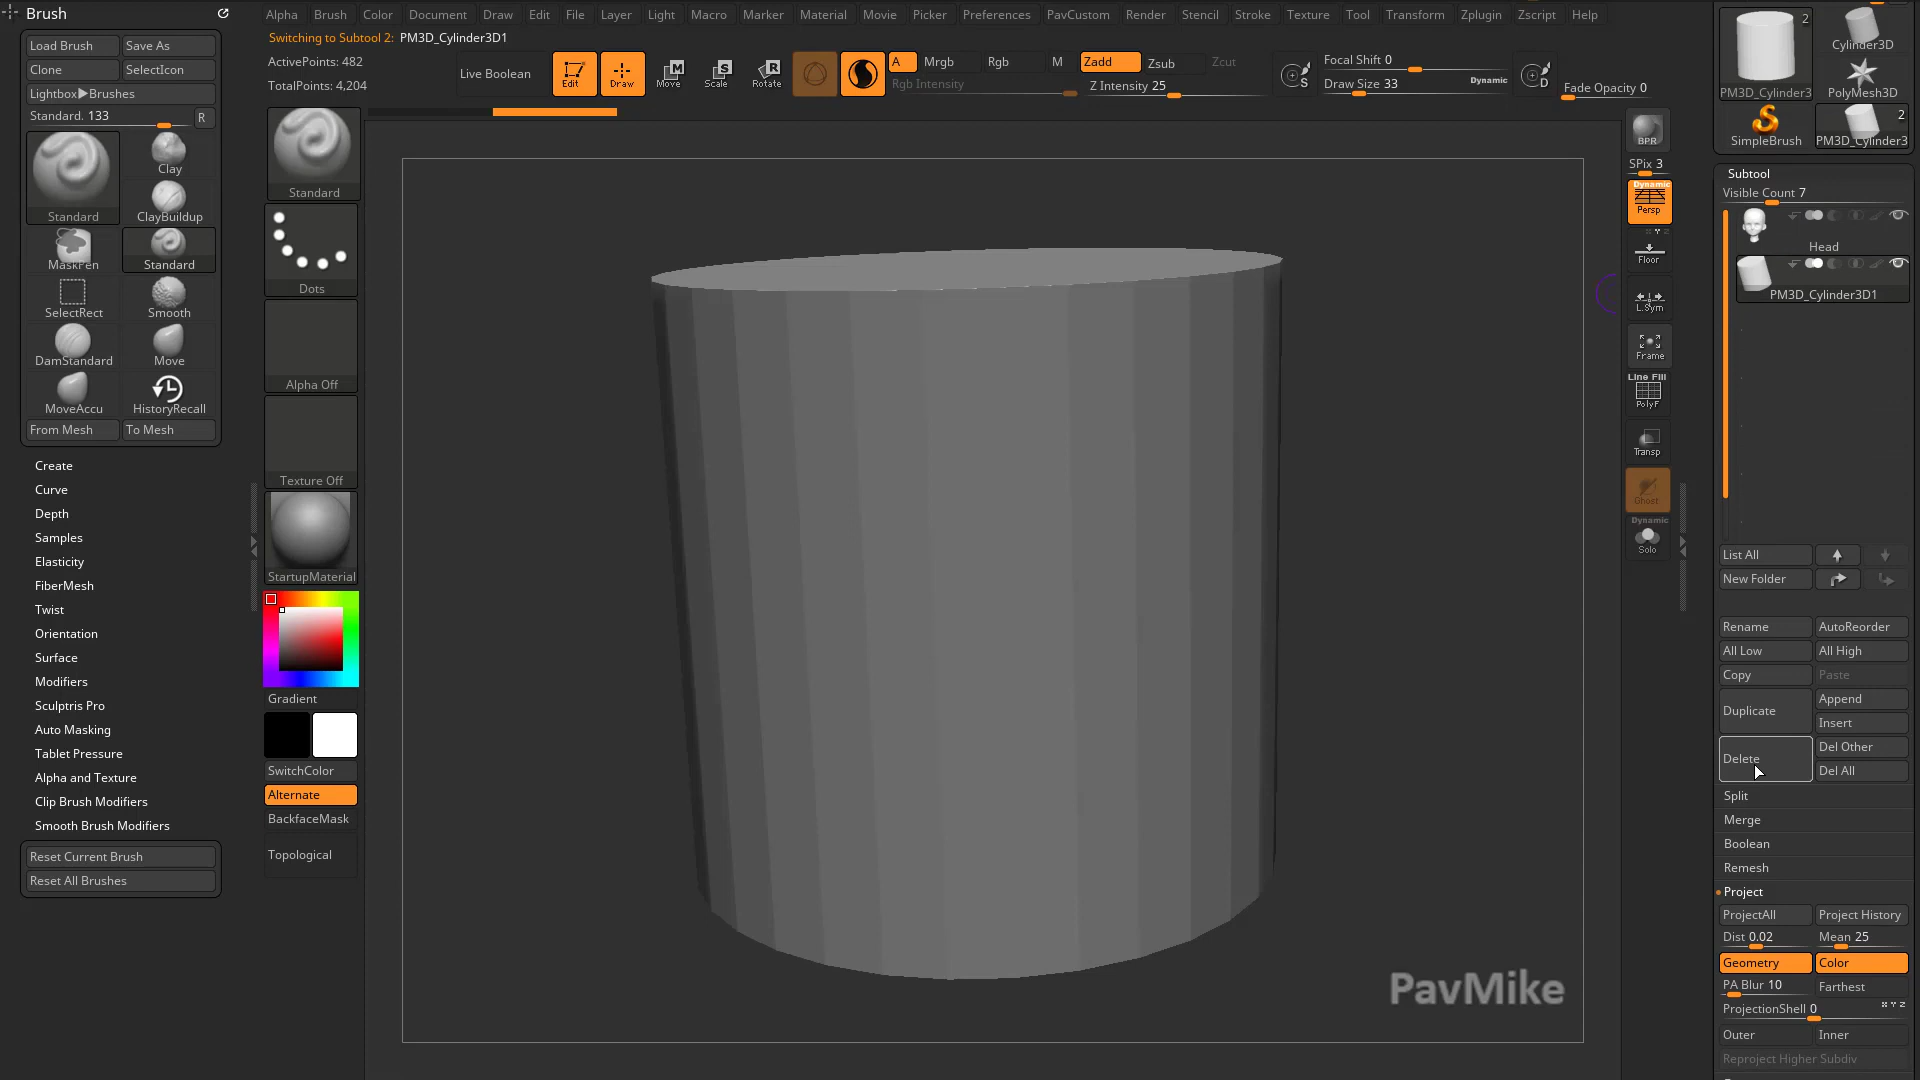 Brush
Load Brush
Save As
Clone
SelectIcon
Lightbox▶Brushes
Standard. 133
R
Standard
Clay
ClayBuildup
MaskPen
Standard
SelectRect
Smooth
DamStandard
Move
MoveAccu
HistoryRecall
From Mesh
To Mesh
Create
Curve
Depth
Samples
Elasticity
FiberMesh
Twist
Orientation
Surface
Modifiers
Sculptris Pro
Auto Masking
Tablet Pressure
Alpha and Texture
Clip Brush Modifiers
Smooth Brush Modifiers
Reset Current Brush
Reset All Brushes
Alpha Brush Color Document Draw Edit File Layer Light Macro Marker Material Movie Picker Preferences PavCustom Render Stencil Stroke Texture Tool Transform Zplugin Zscript Help
Switching to Subtool 2: PM3D_Cylinder3D1
ActivePoints: 482
TotalPoints: 4,204
Live Boolean
Edit
Draw
Move
Scale
Rotate
A
Mrgb
Rgb
M
Zadd
Zsub
Zcut
Rgb Intensity
Z Intensity 25
S
Focal Shift 0
Draw Size 33
Dynamic
D
Fade Opacity 0
Standard
Dots
Alpha Off
Texture Off
StartupMaterial
Gradient
SwitchColor
Alternate
BackfaceMask
Topological
PavMike
BPR
SPix 3
Dynamic
Persp
Floor
L.Sym
Frame
Line Fill
PolyF
Transp
Ghost
Dynamic
Solo
2
PM3D_Cylinder3
Cylinder3D
PolyMesh3D
SimpleBrush
2
PM3D_Cylinder3
Subtool
Visible Count 7
Head
PM3D_Cylinder3D1
List All
New Folder
Rename
AutoReorder
All Low
All High
Copy
Paste
Duplicate
Append
Insert
Delete
Del Other
Del All
Split
Merge
Boolean
Remesh
Project
ProjectAll
Project History
Dist 0.02
Mean 25
Geometry
Color
PA Blur 10
Farthest
ProjectionShell 0
X Y Z
Outer
Inner
Reproject Higher Subdiv